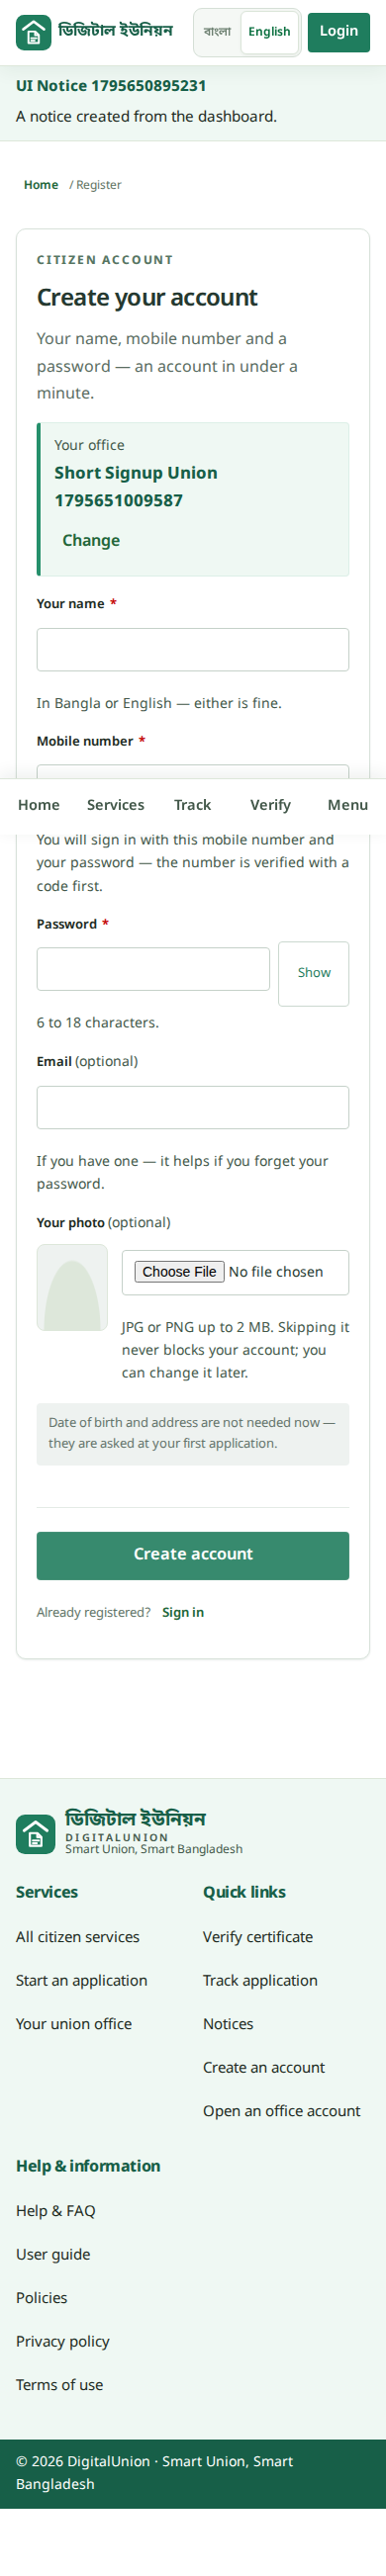 ডিজিটাল ইউনিয়ন
বাংলা English Login
UI Notice 1795650895231
A notice created from the dashboard.
Home / Register
CITIZEN ACCOUNT
Create your account
Your name, mobile number and a
password — an account in under a
minute.
Your office
Short Signup Union
1795651009587
Change
Your name *
In Bangla or English — either is fine.
Mobile number *
Home Services Track Verify Menu
You will sign in with this mobile number and
your password — the number is verified with a
code first.
Password *
Show
6 to 18 characters.
Email (optional)
If you have one — it helps if you forget your
password.
Your photo (optional)
Choose File No file chosen
JPG or PNG up to 2 MB. Skipping it
never blocks your account; you
can change it later.
Date of birth and address are not needed now —
they are asked at your first application.
Create account
Already registered? Sign in
ডিজিটাল ইউনিয়ন
DIGITALUNION
Smart Union, Smart Bangladesh
Services
All citizen services
Start an application
Your union office
Quick links
Verify certificate
Track application
Notices
Create an account
Open an office account
Help & information
Help & FAQ
User guide
Policies
Privacy policy
Terms of use
© 2026 DigitalUnion · Smart Union, Smart
Bangladesh